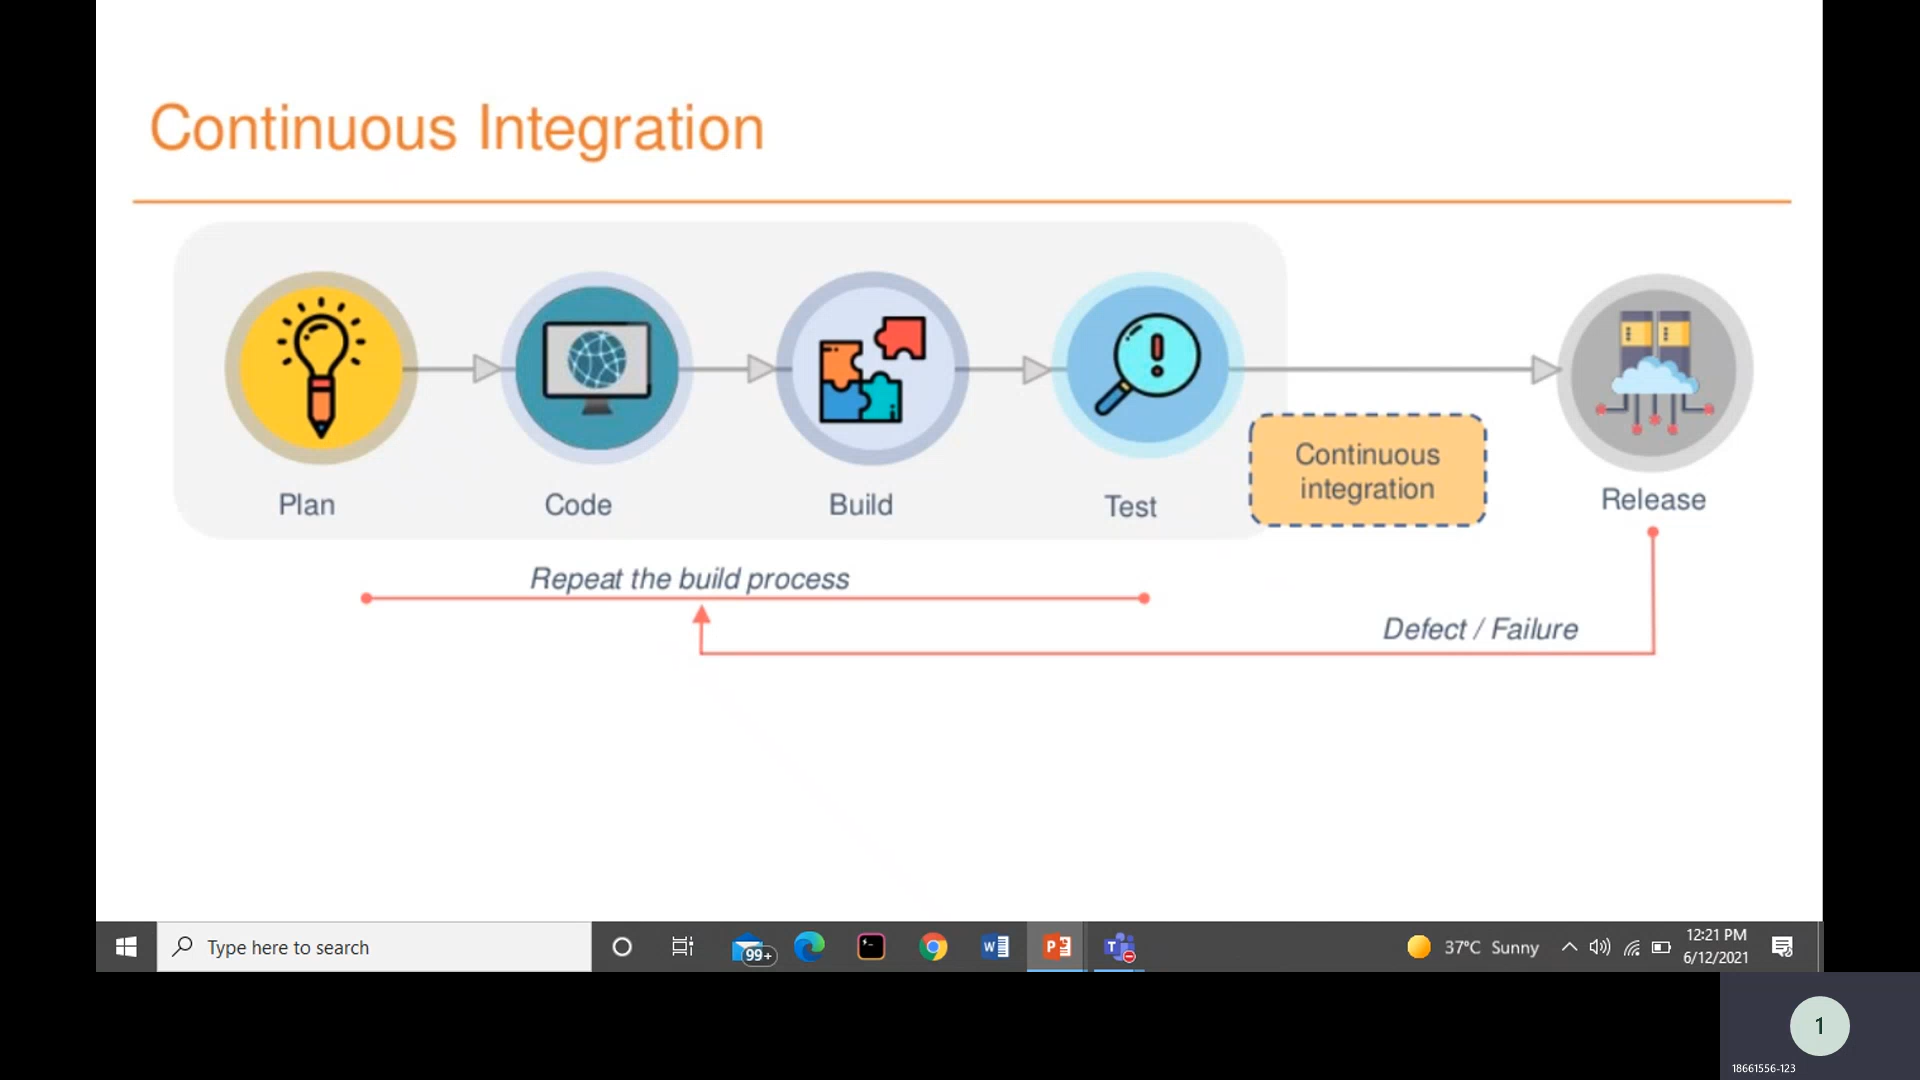 Continuous Integration
Plan
Code
Build
Test
Continuous
integration
Release
Repeat the build process
Defect / Failure
Type here to search
99+
37°C Sunny
12:21 PM
6/12/2021
1
18661556-123